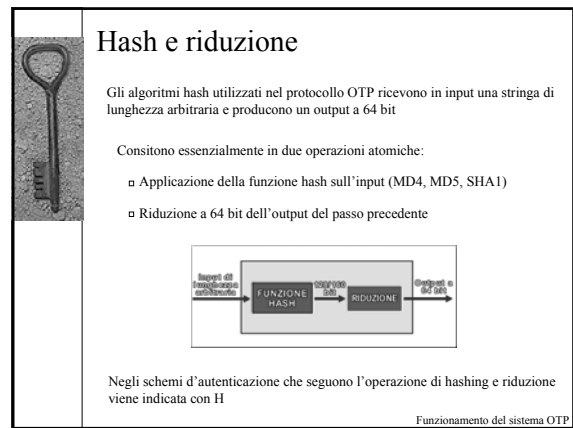 Hash e riduzione
Gli algoritmi hash utilizzati nel protocollo OTP ricevono in input una stringa di
lunghezza arbitraria e producono un output a 64 bit
Consitono essenzialmente in due operazioni atomiche:
Applicazione della funzione hash sull'input (MD4, MD5, SHA1)
Riduzione a 64 bit dell'output del passo precedente
Input di
lunghezza
arbitraria
FUNZIONE
HASH
128/160
bit
RIDUZIONE
Output a
64 bit
Negli schemi d'autenticazione che seguono l'operazione di hashing e riduzione
viene indicata con H
Funzionamento del sistema OTP